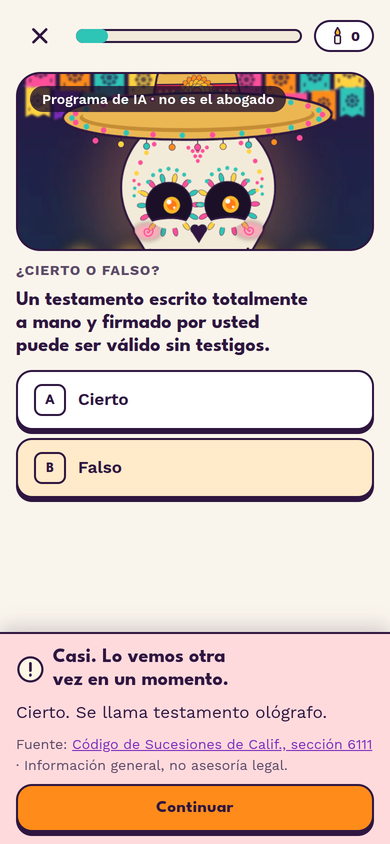 0
Programa de IA · no es el abogado
¿CIERTO O FALSO?
Un testamento escrito totalmente
a mano y firmado por usted
puede ser válido sin testigos.
A Cierto
B Falso
Casi. Lo vemos otra
vez en un momento.
Cierto. Se llama testamento ológrafo.
Fuente: Código de Sucesiones de Calif., sección 6111
· Información general, no asesoría legal.
Continuar